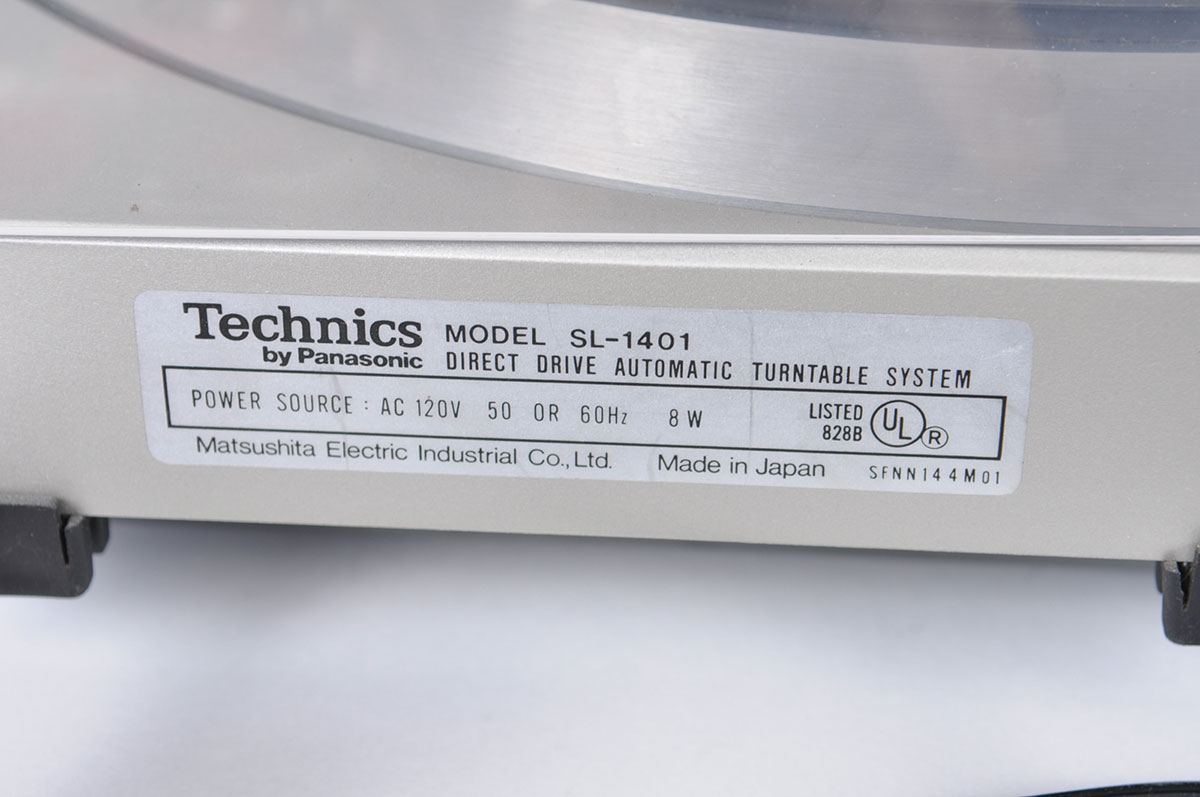 Technics
by Panasonic
MODEL SL-1401
DIRECT DRIVE AUTOMATIC TURNTABLE SYSTEM
POWER SOURCE : AC 120V 50 OR 60Hz 8W
LISTED
828B
UL
R
Matsushita Electric Industrial Co., Ltd. Made in Japan SFNN144M01